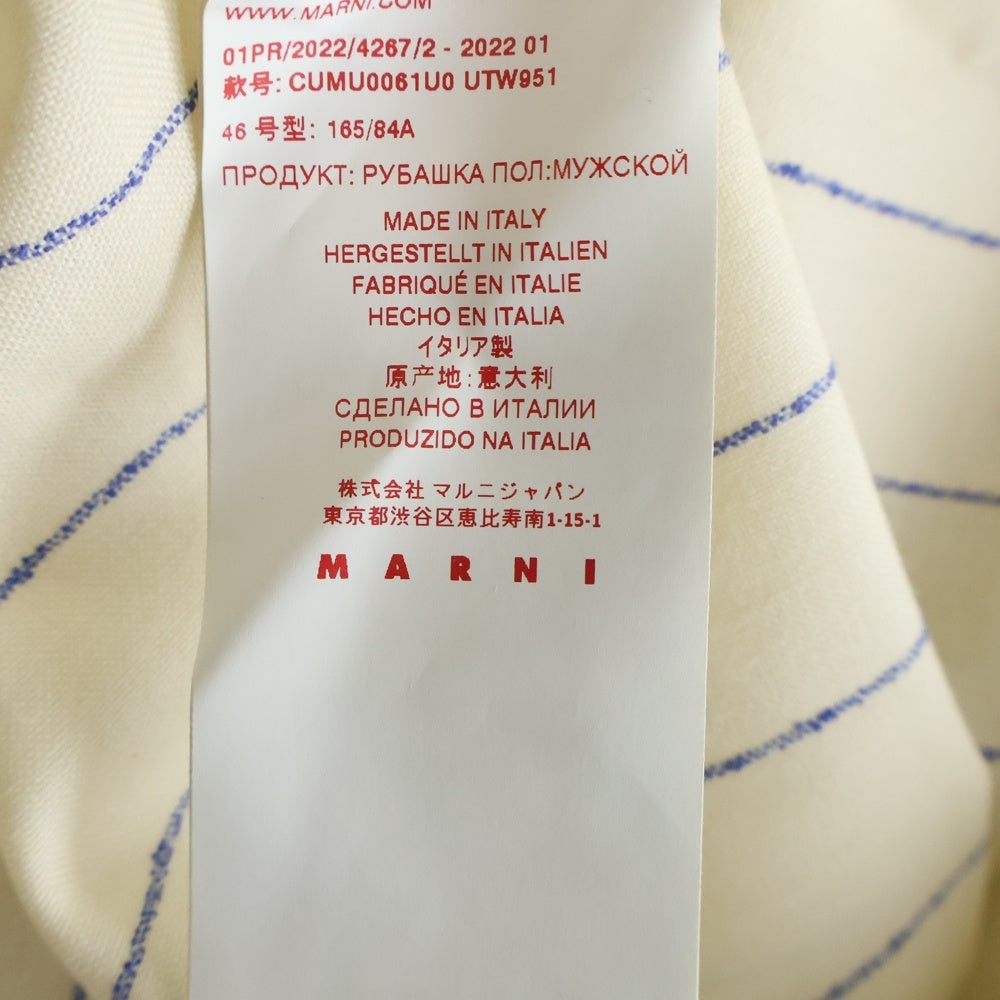 WWW.MARNI.COM
01PR/2022/4267/2 - 2022 01
款号: CUMU0061U0 UTW951
46 号型: 165/84A
ПРОДУКТ: РУБАШКА ПОЛ:МУЖСКОЙ
MADE IN ITALY
HERGESTELLT IN ITALIEN
FABRIQUÉ EN ITALIE
HECHO EN ITALIA
イタリア製
原产地: 意大利
СДЕЛАНО В ИТАЛИИ
PRODUZIDO NA ITALIA
株式会社 マルニジャパン
東京都渋谷区恵比寿南1-15-1
MARNI